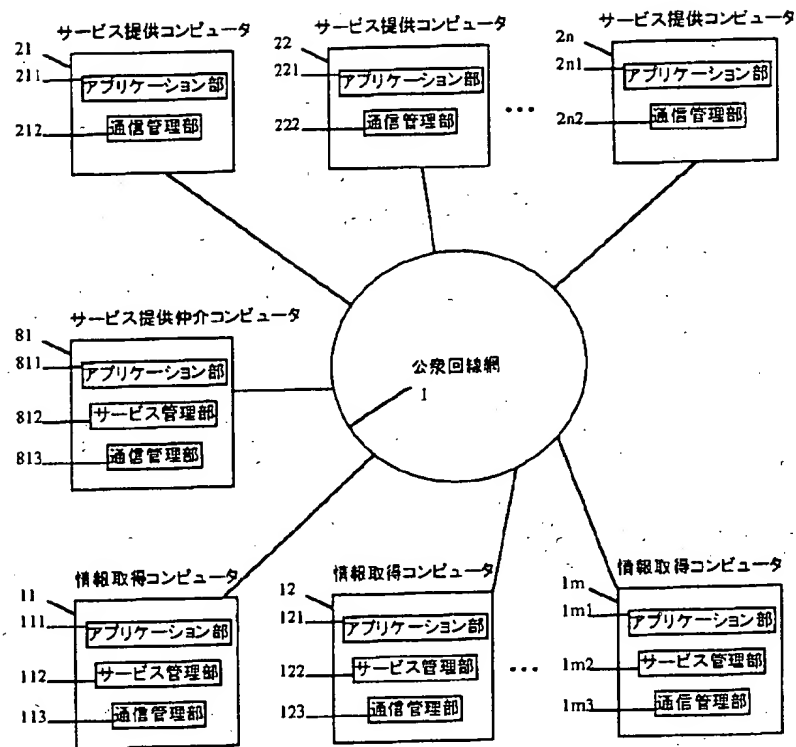 サービス提供コンピュータ
21
211
アプリケーション部
212
通信管理部
サービス提供コンピュータ
22
221
アプリケーション部
222
通信管理部
...
サービス提供コンピュータ
2n
2n1
アプリケーション部
2n2
通信管理部
サービス提供仲介コンピュータ
81
811
アプリケーション部
812
サービス管理部
813
通信管理部
公衆回線網
1
情報取得コンピュータ
11
111
アプリケーション部
112
サービス管理部
113
通信管理部
情報取得コンピュータ
12
121
アプリケーション部
122
サービス管理部
123
通信管理部
...
情報取得コンピュータ
1m
1m1
アプリケーション部
1m2
サービス管理部
1m3
通信管理部